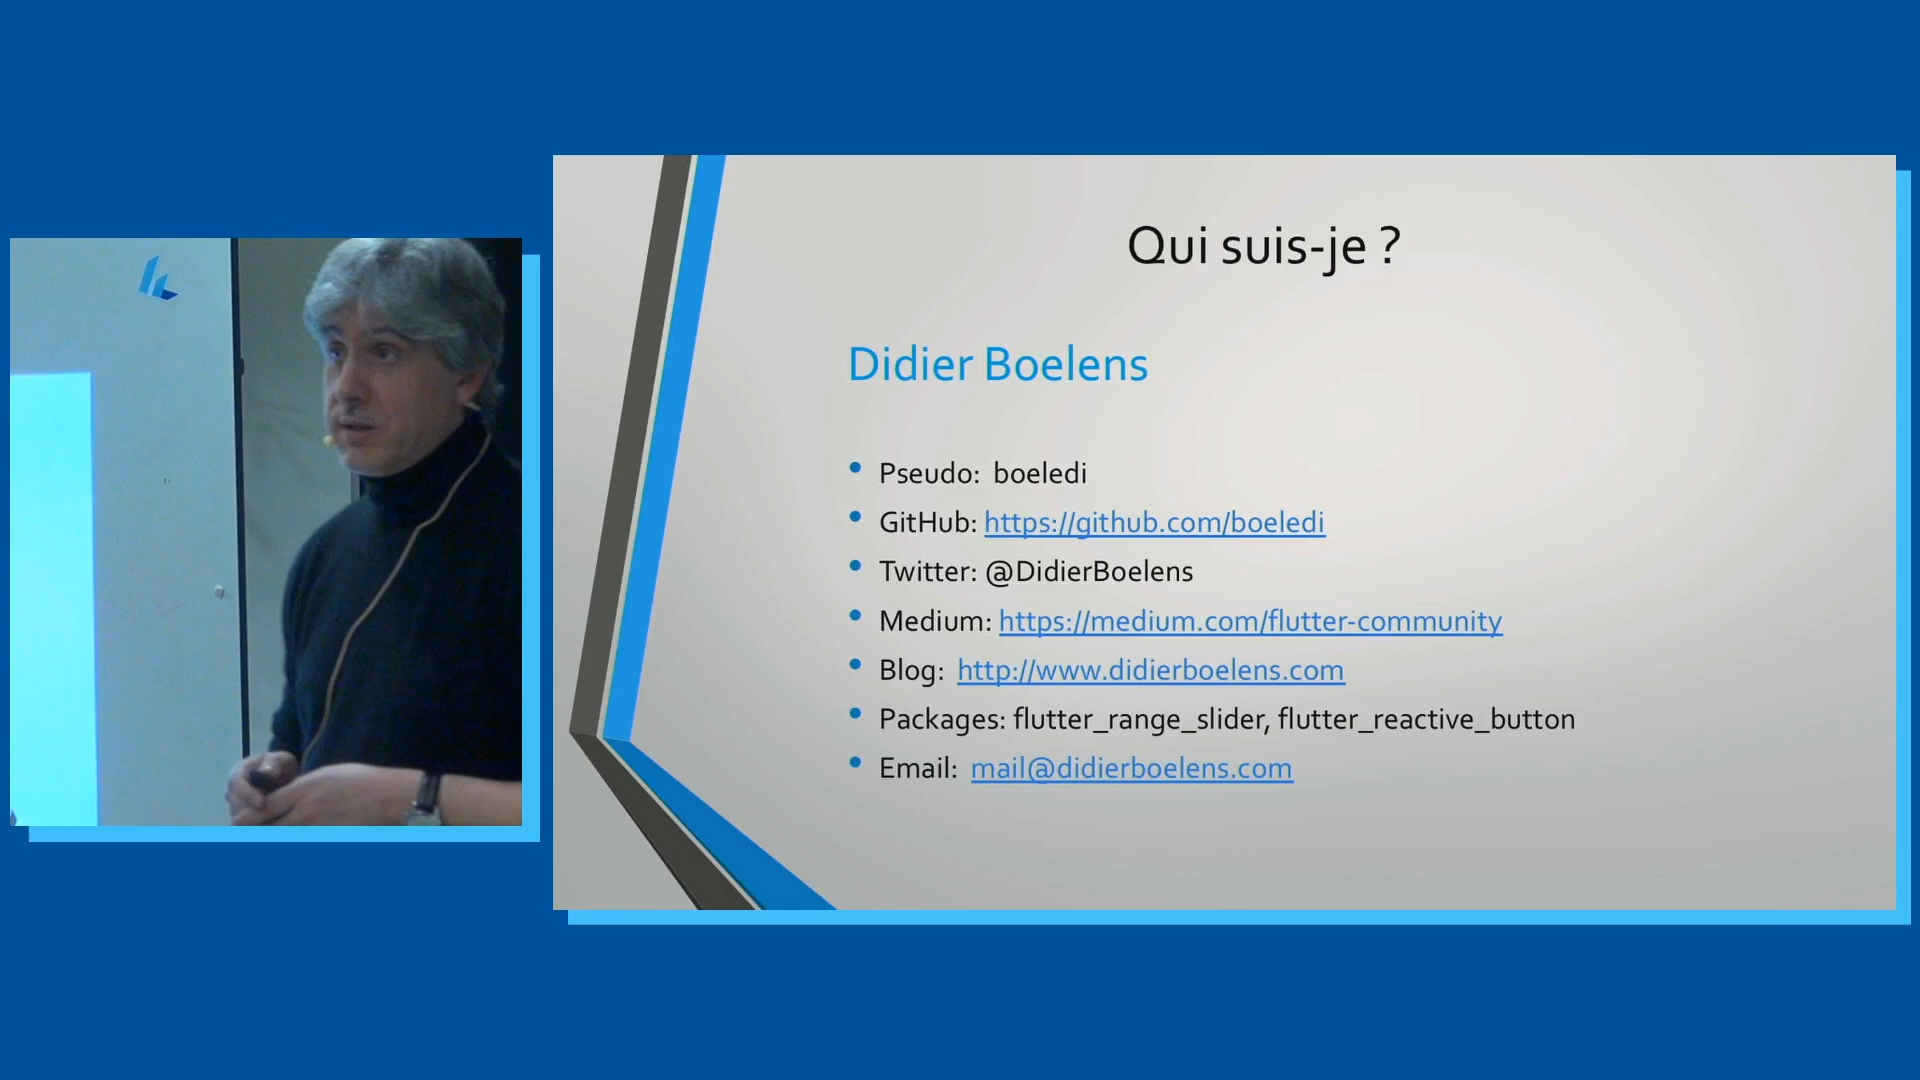 Qui suis-je ?
Didier Boelens
Pseudo: boeledi
GitHub: https://github.com/boeledi
Twitter: @DidierBoelens
Medium: https://medium.com/flutter-community
Blog: http://www.didierboelens.com
Packages: flutter_range_slider, flutter_reactive_button
Email: mail@didierboelens.com